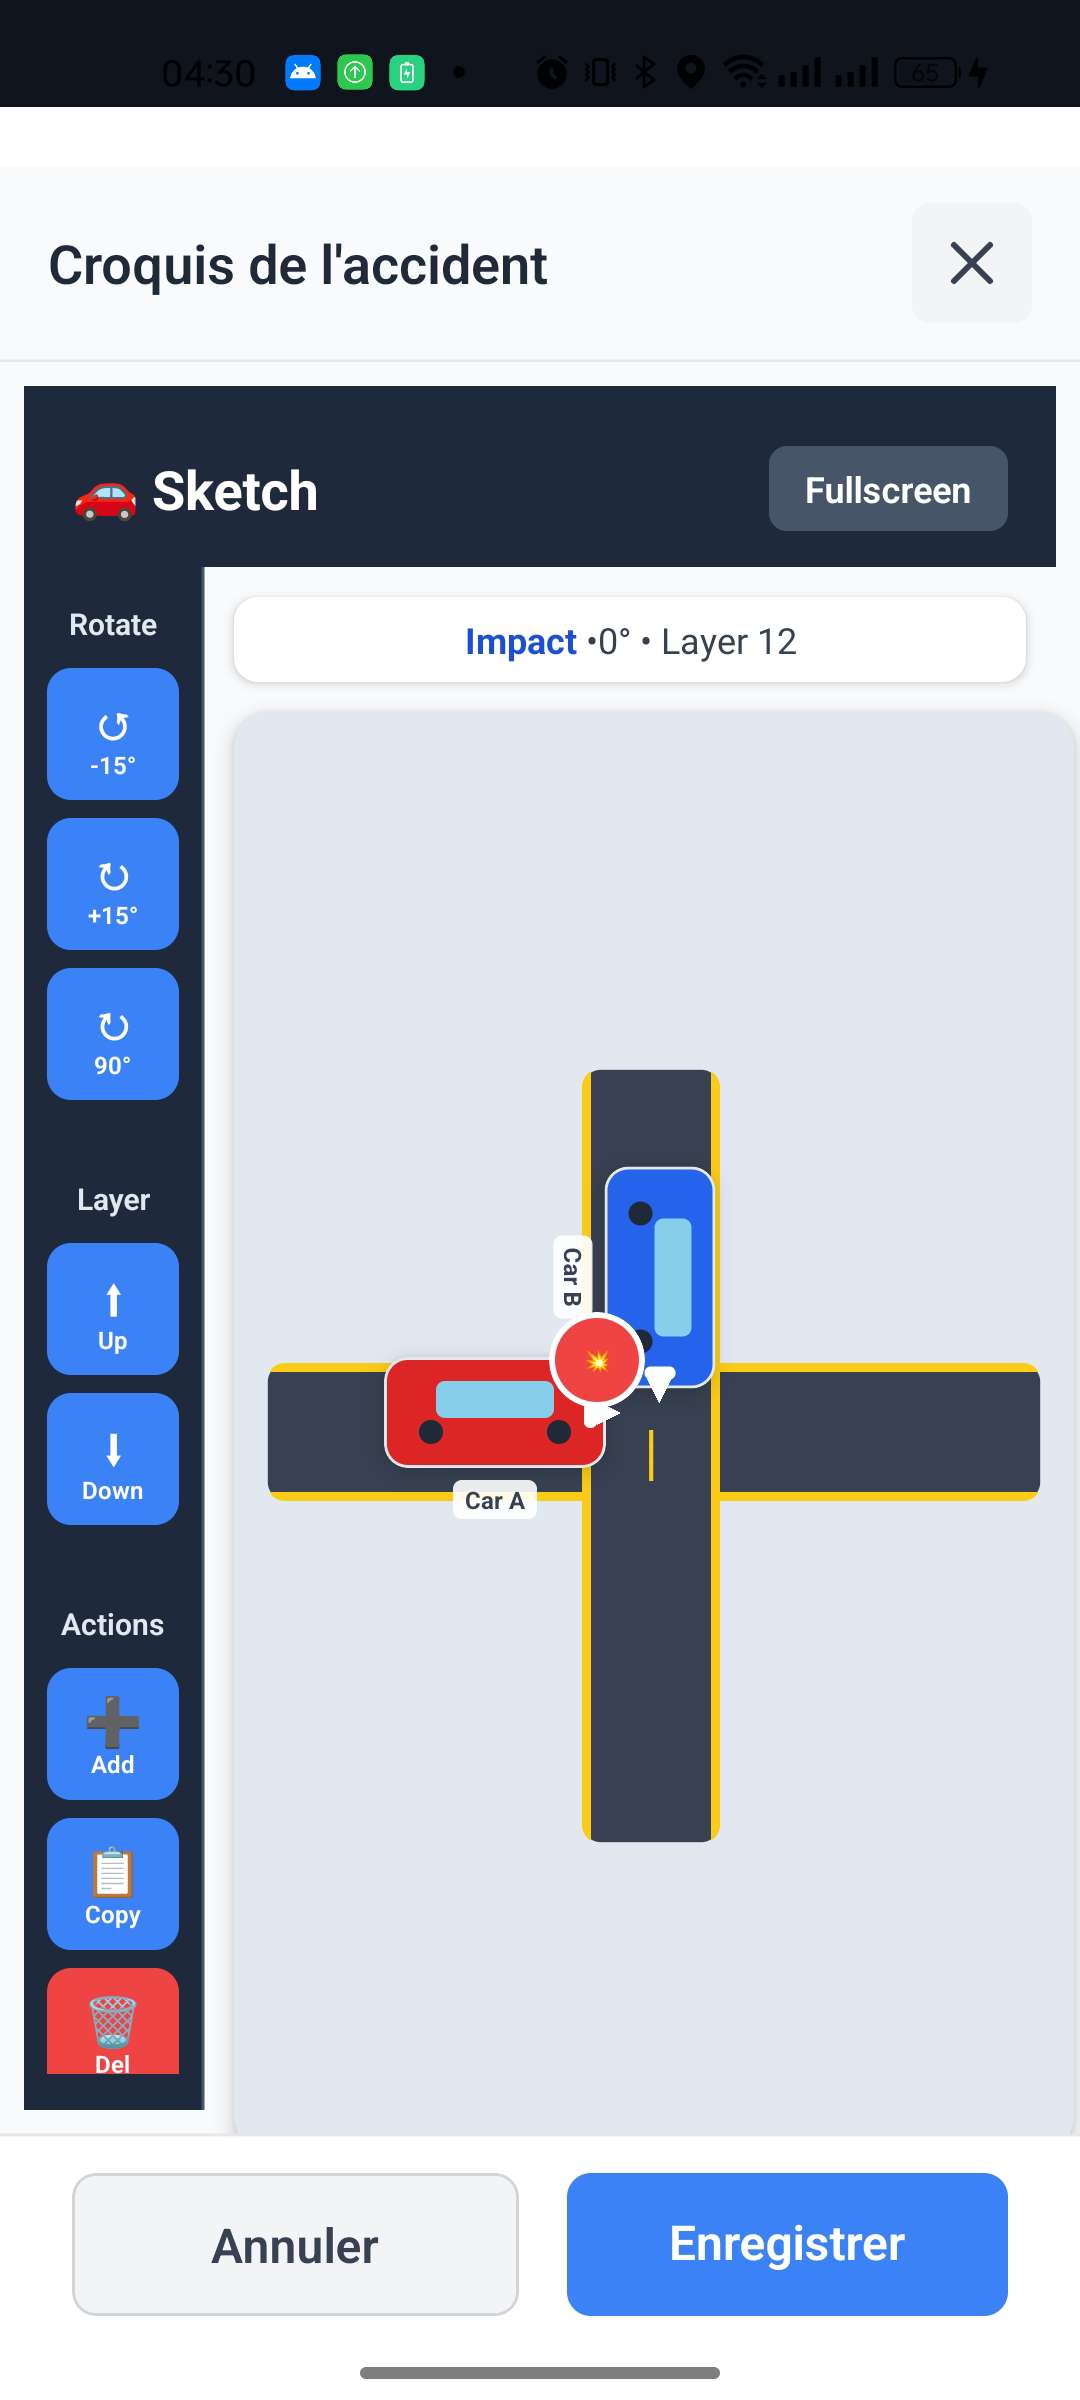 04:30
65
Croquis de l'accident
🚗 Sketch
Fullscreen
Rotate
Impact •0° • Layer 12
↺
-15°
↻
+15°
↻
90°
Layer
Up
Down
Car B
Car A
Actions
Add
Copy
Del
Annuler
Enregistrer